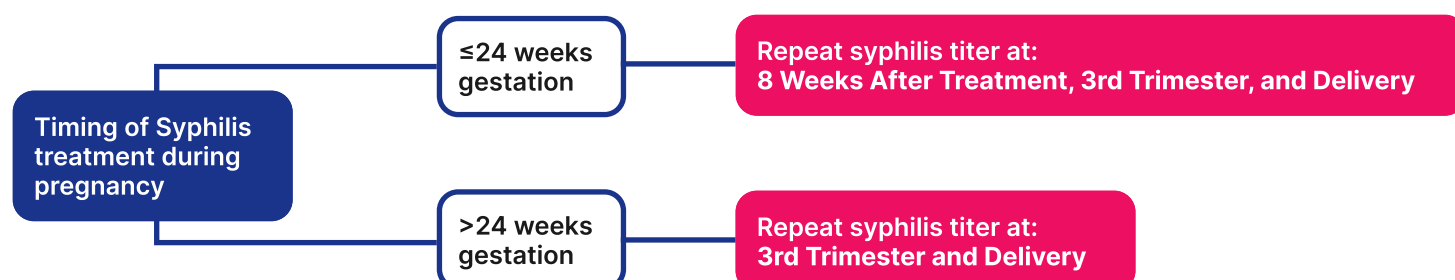 Timing of Syphilis
treatment during
pregnancy
≤24 weeks
gestation
Repeat syphilis titer at:
8 Weeks After Treatment, 3rd Trimester, and Delivery
>24 weeks
gestation
Repeat syphilis titer at:
3rd Trimester and Delivery